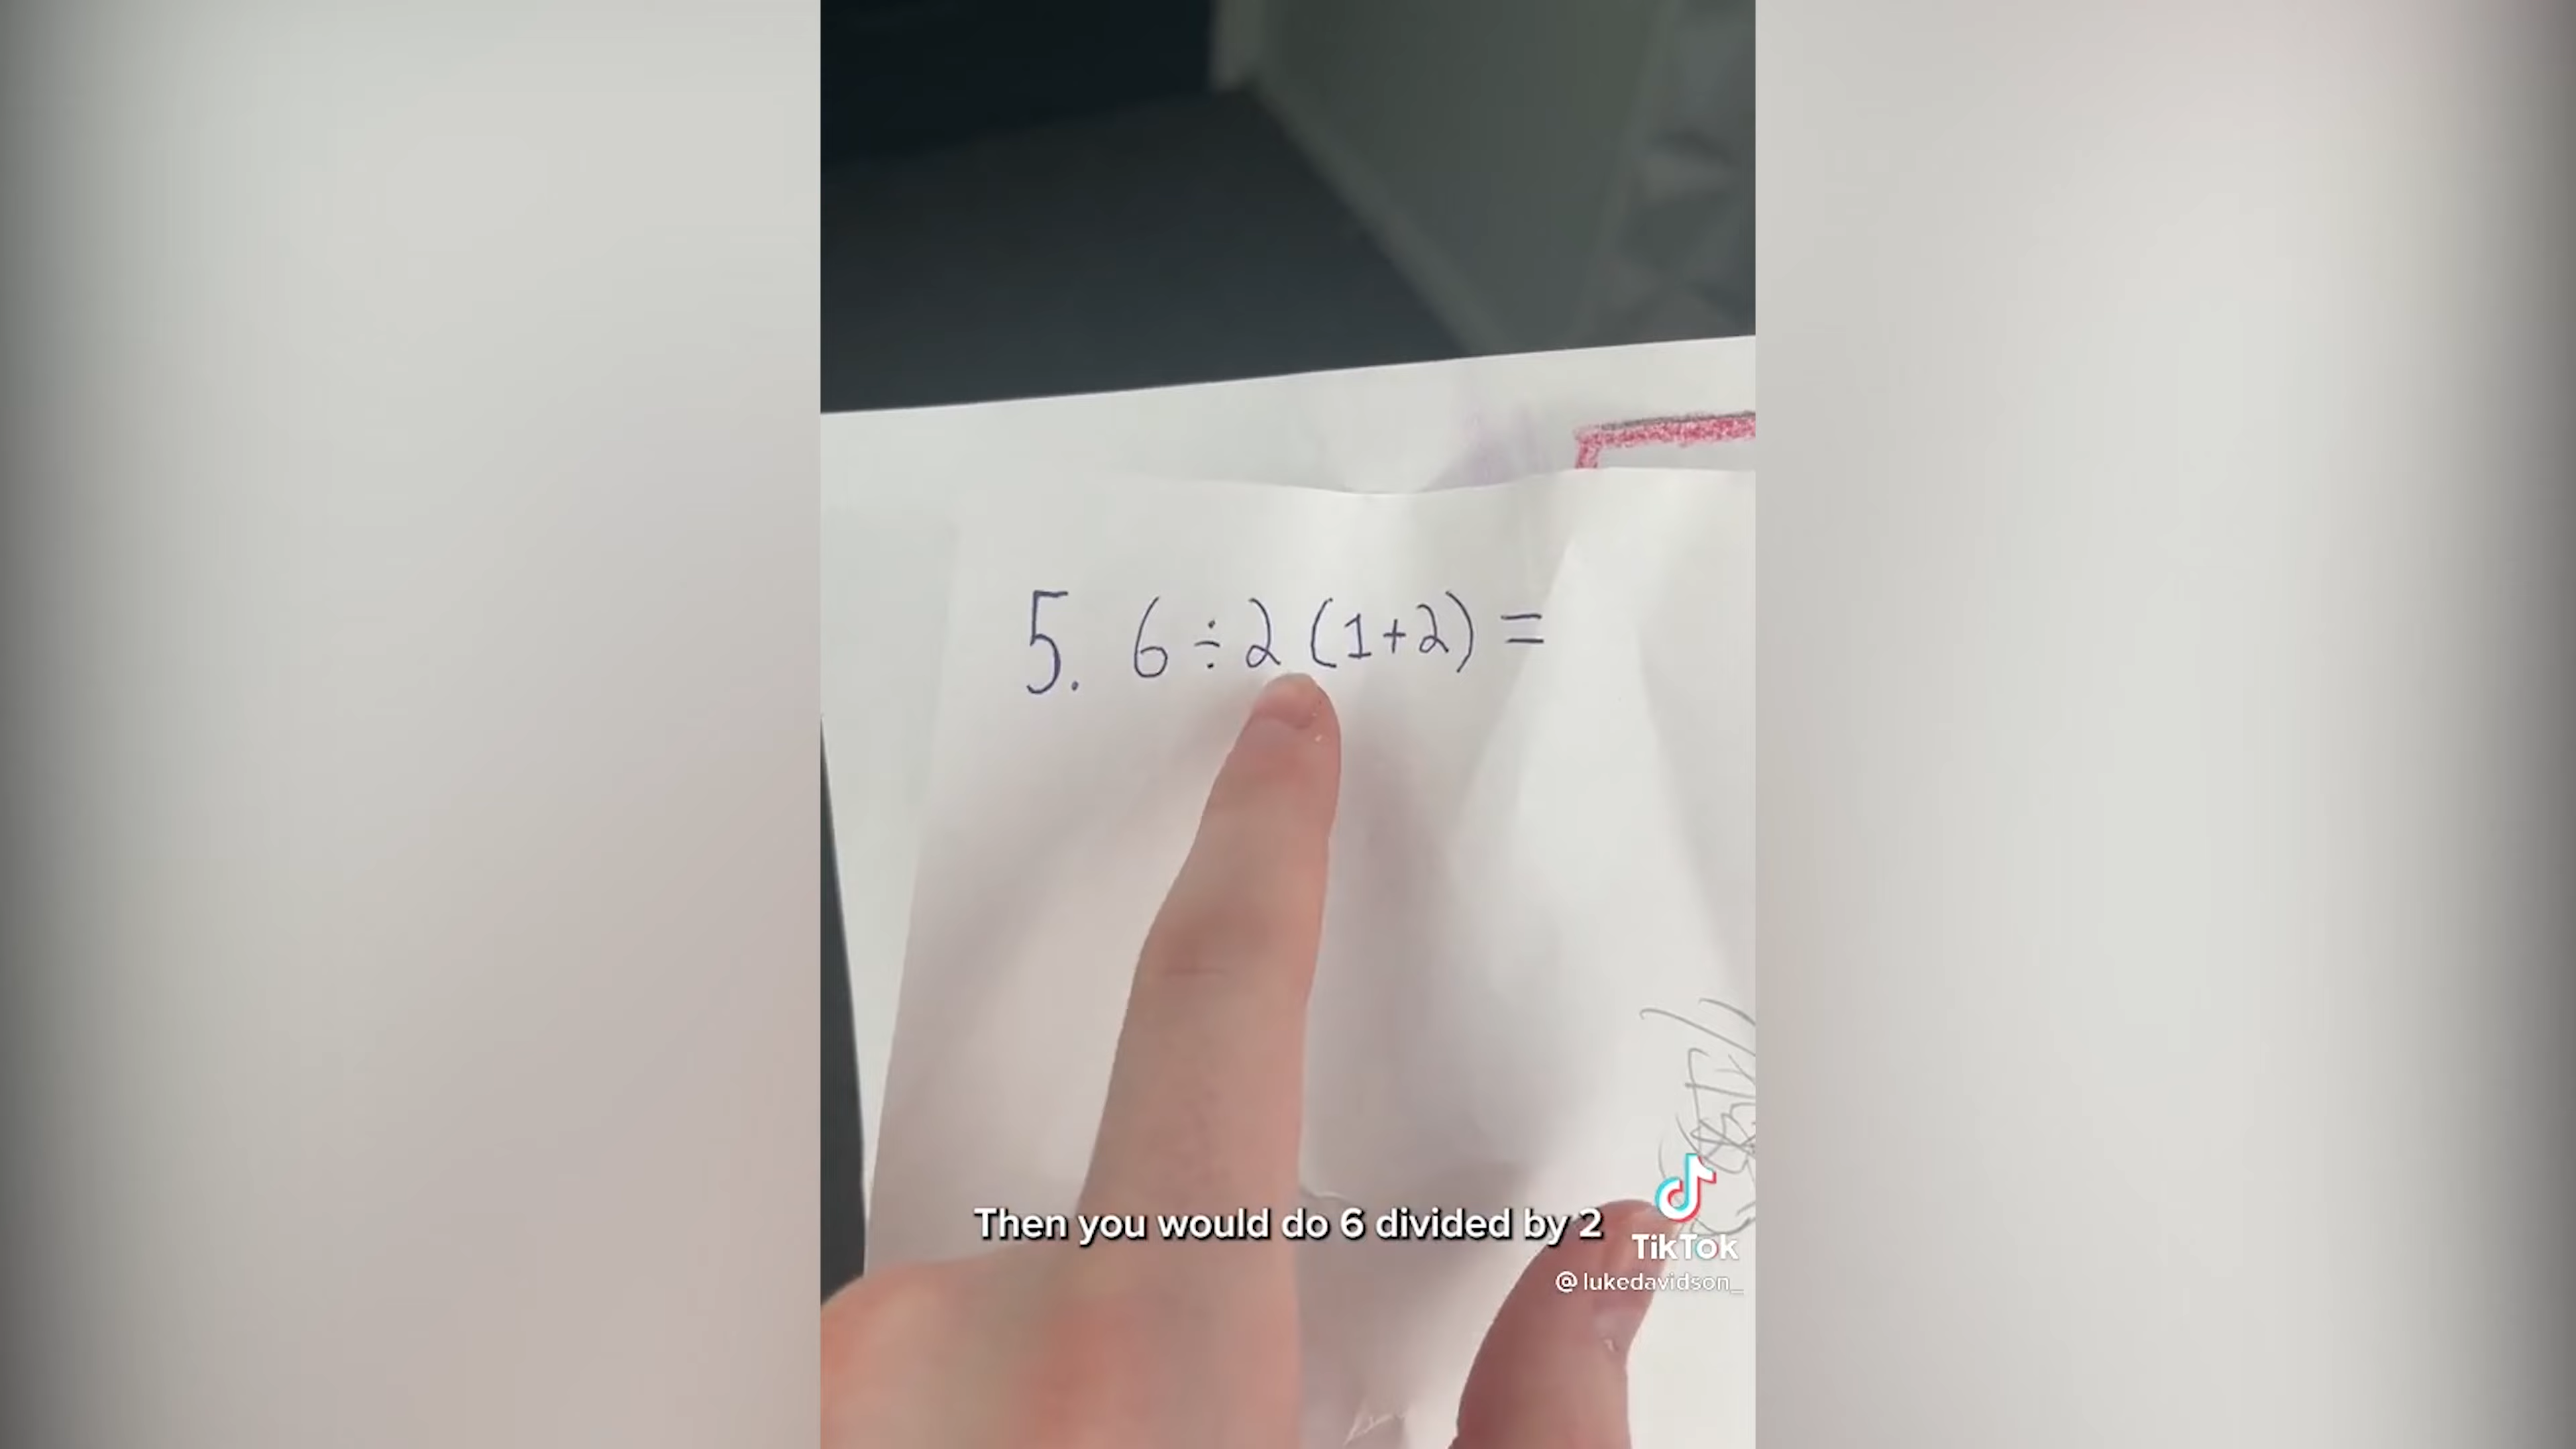 5. 6 ÷ 2 (1+2) =
Then you would do 6 divided by 2
TikTok
@lukedavidson_